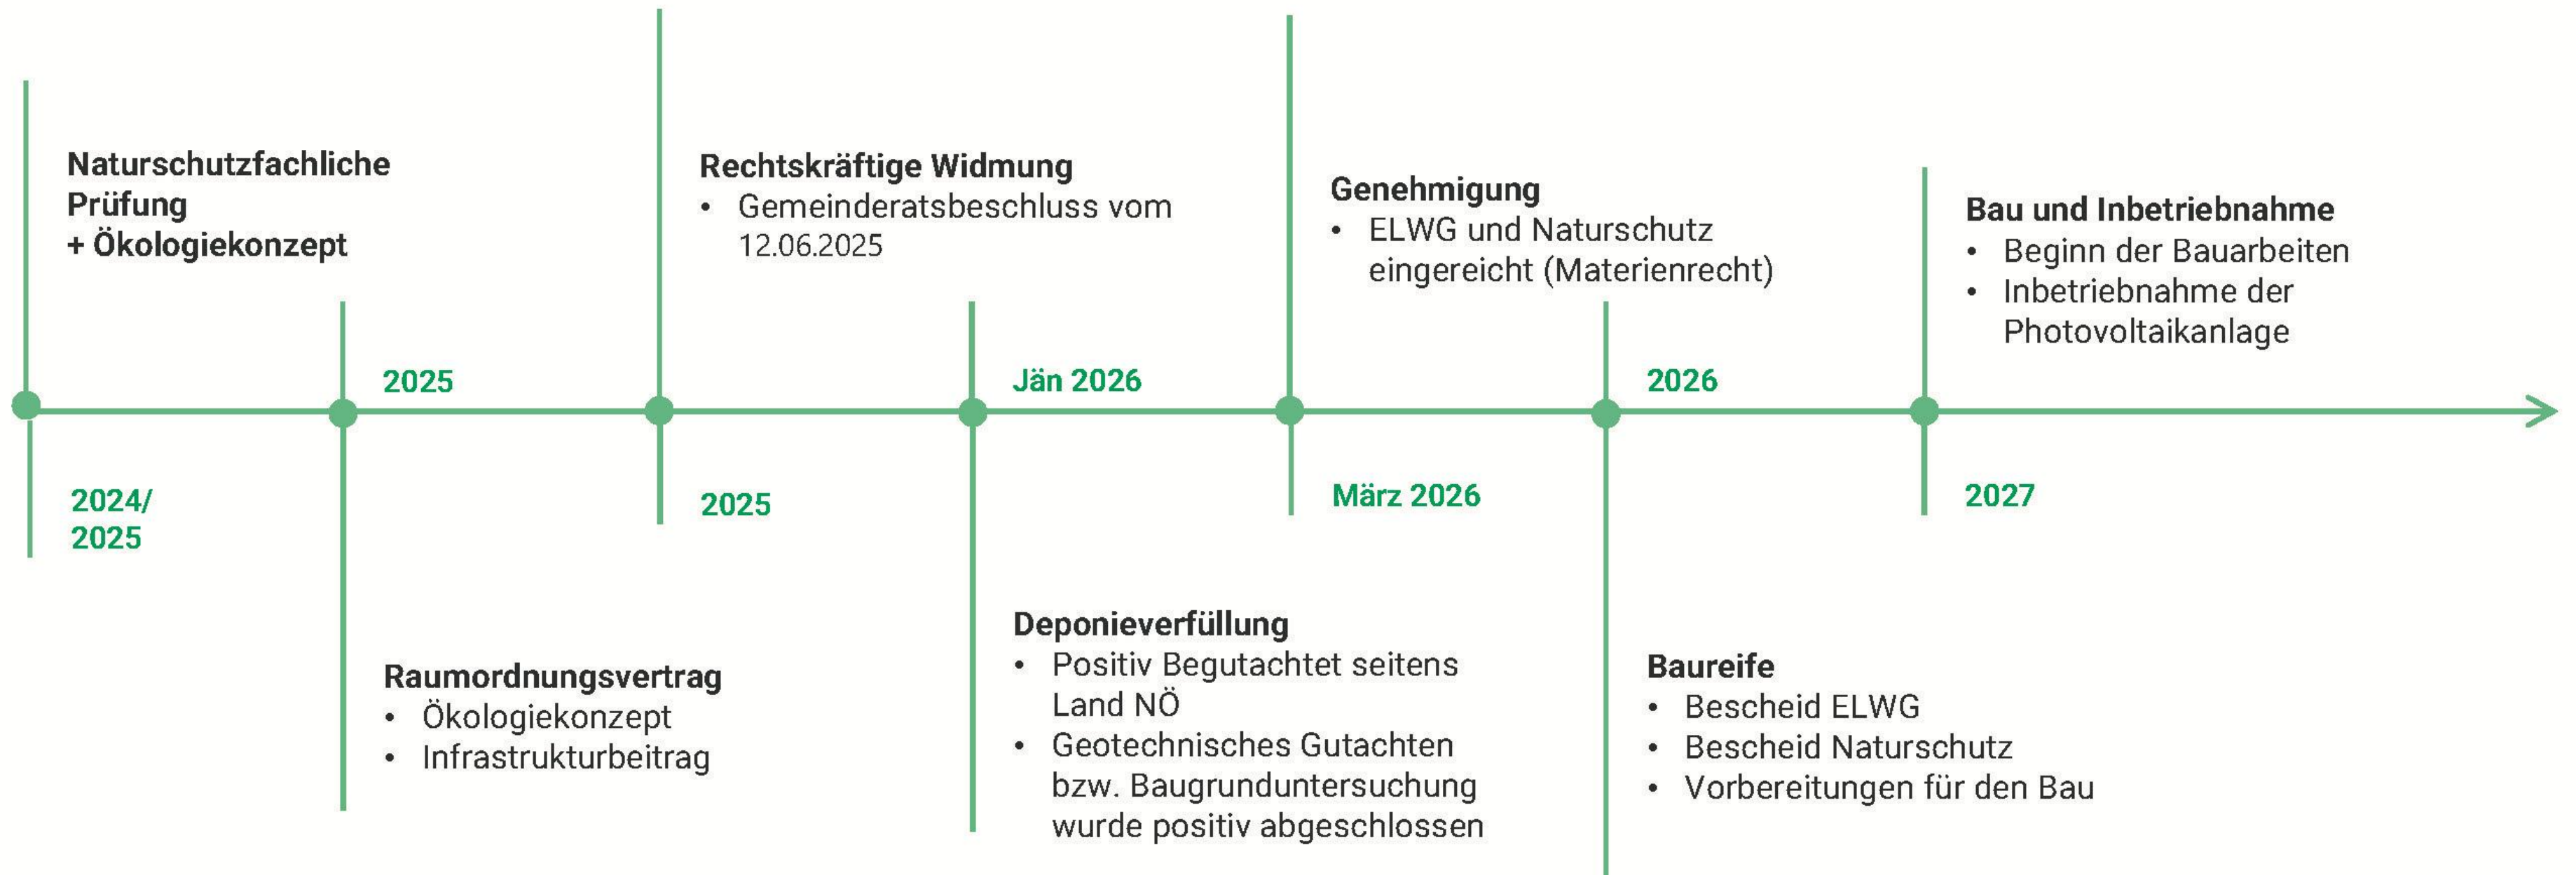 Naturschutzfachliche
Prüfung
+ Ökologiekonzept
2024/
2025
2025
Raumordnungsvertrag
• Ökologiekonzept
• Infrastrukturbeitrag
Rechtskräftige Widmung
• Gemeinderatsbeschluss vom
12.06.2025
2025
Jän 2026
Deponieverfüllung
• Positiv Begutachtet seitens
Land NÖ
• Geotechnisches Gutachten
bzw. Baugrunduntersuchung
wurde positiv abgeschlossen
Genehmigung
• ELWG und Naturschutz
eingereicht (Materienrecht)
März 2026
2026
Baureife
• Bescheid ELWG
• Bescheid Naturschutz
• Vorbereitungen für den Bau
Bau und Inbetriebnahme
• Beginn der Bauarbeiten
• Inbetriebnahme der
Photovoltaikanlage
2027